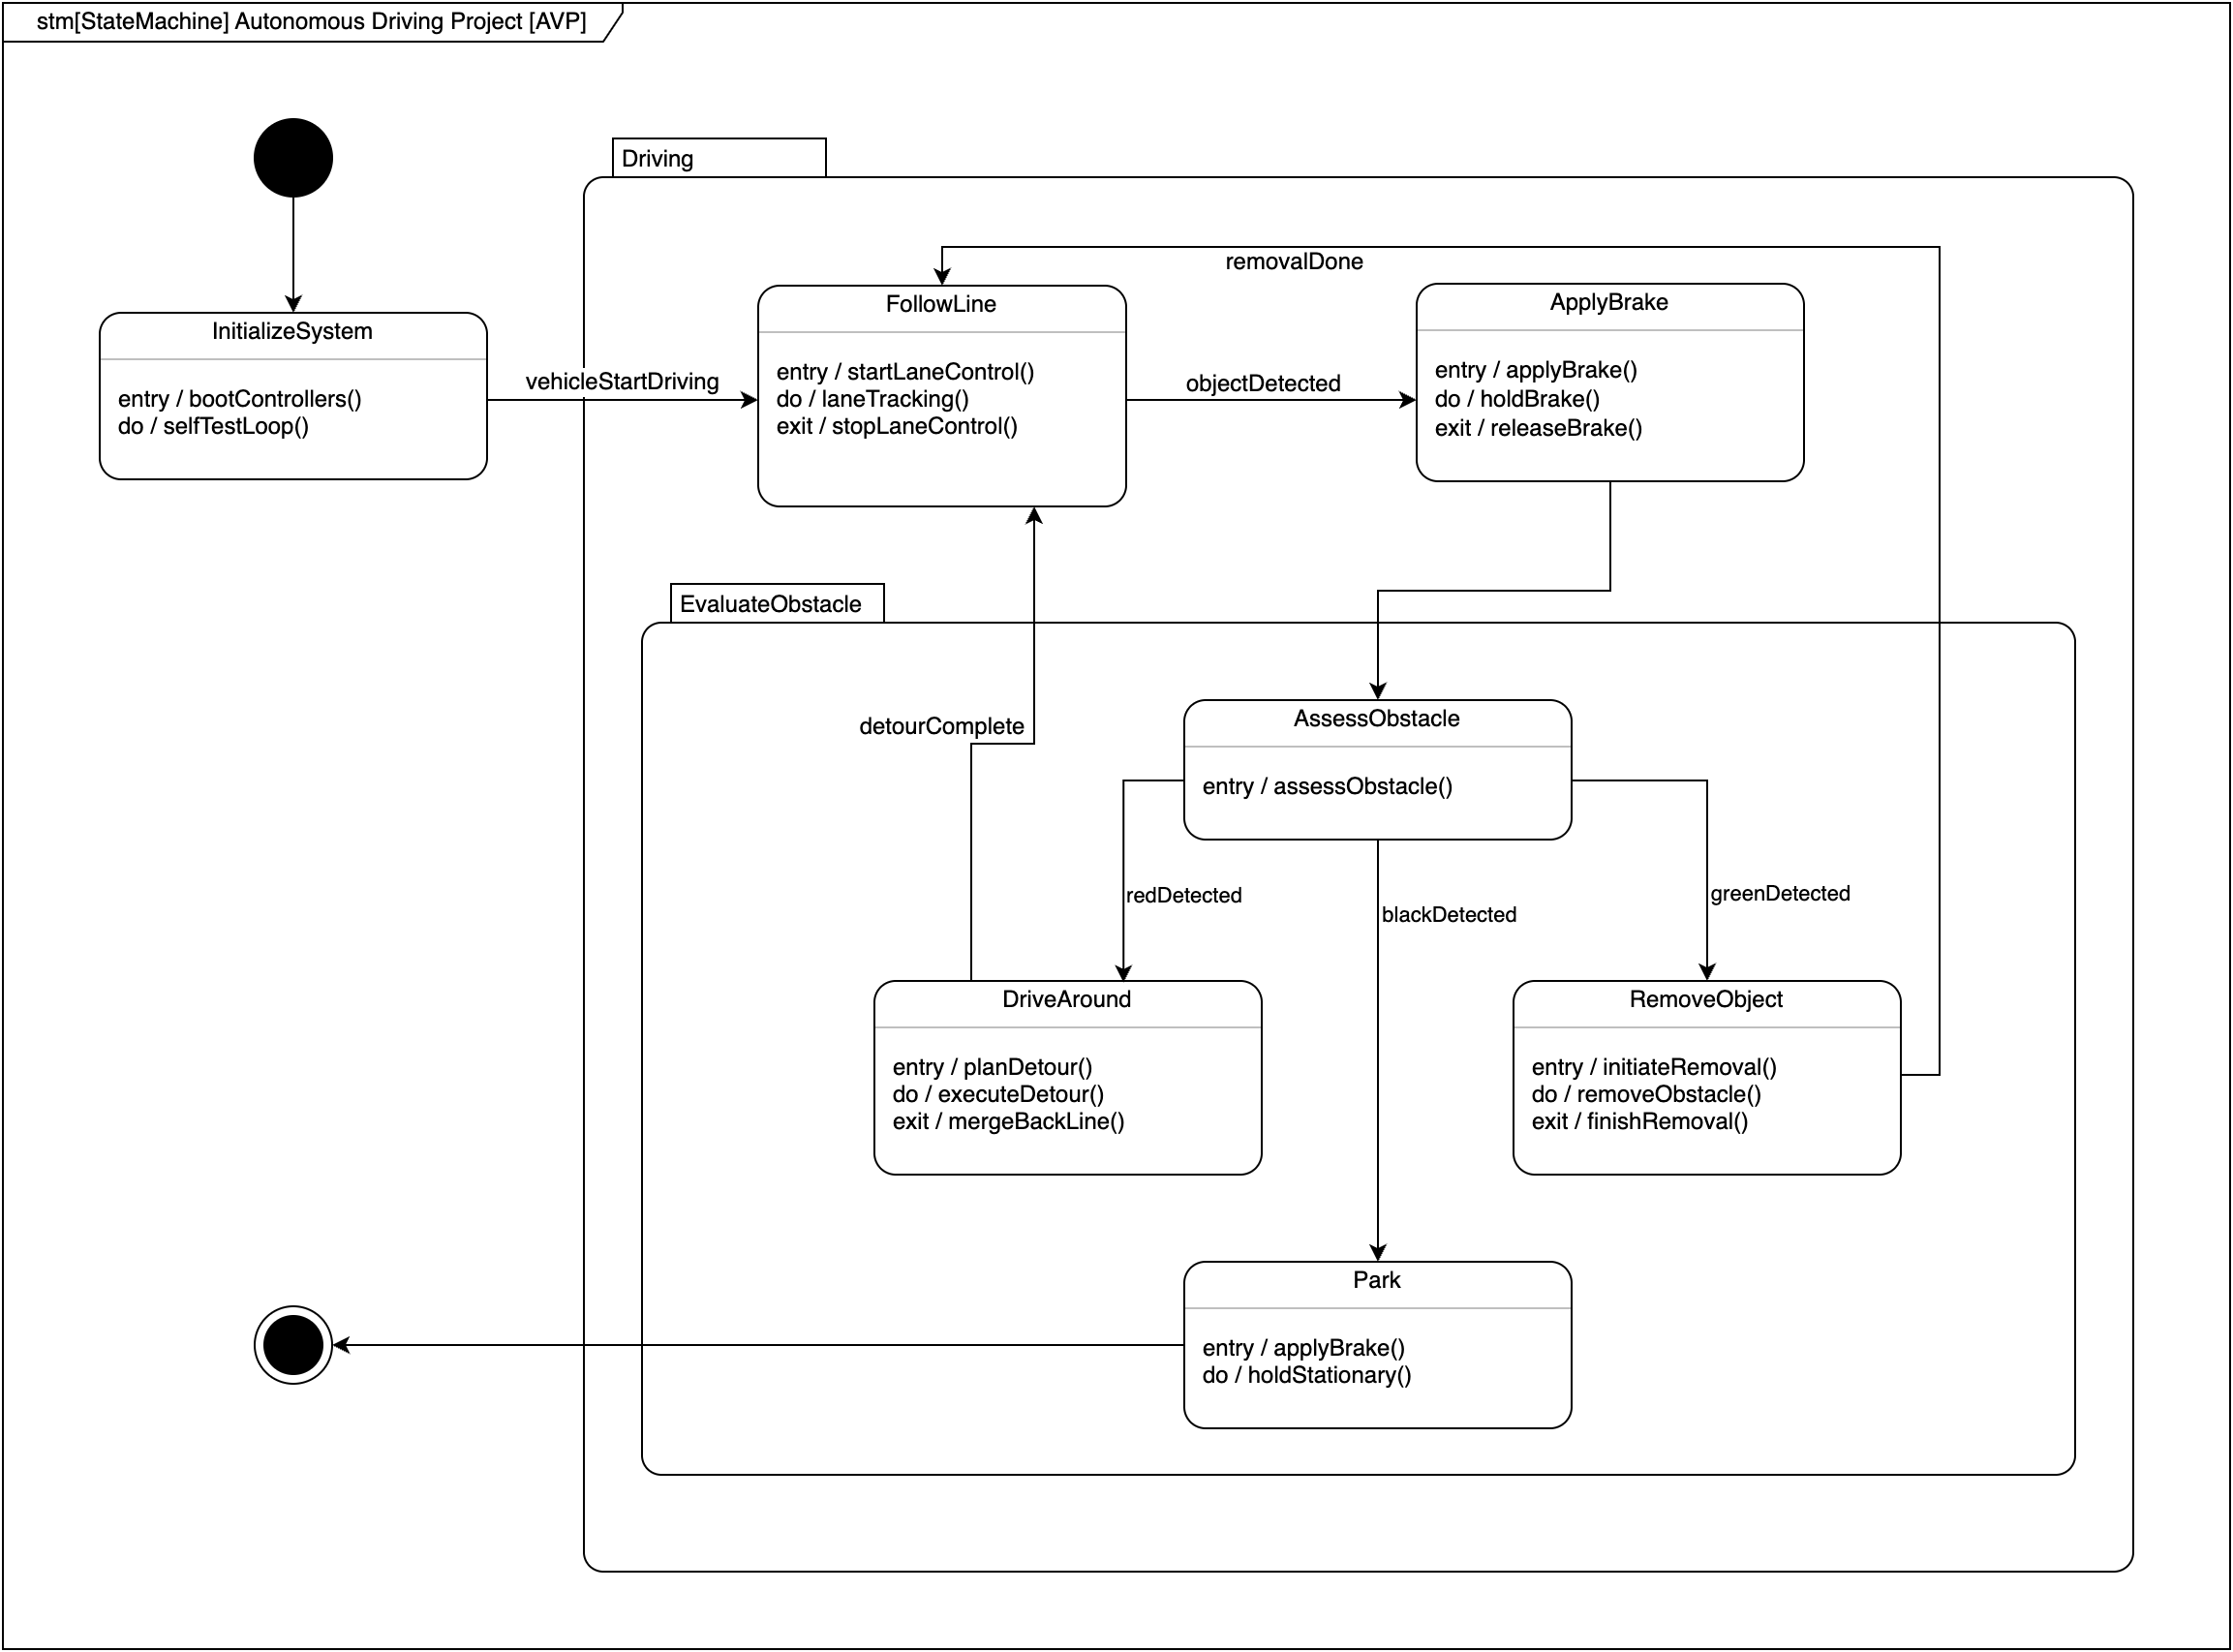 stm[StateMachine] Autonomous Driving Project [AVP]
Driving
removalDone
InitializeSystem
entry / bootControllers()
do / selfTestLoop()
vehicleStartDriving
FollowLine
entry / startLaneControl()
do / laneTracking()
exit / stopLaneControl()
objectDetected
ApplyBrake
entry / applyBrake()
do / holdBrake()
exit / releaseBrake()
EvaluateObstacle
detourComplete
AssessObstacle
entry / assessObstacle()
redDetected
blackDetected
greenDetected
DriveAround
entry / planDetour()
do / executeDetour()
exit / mergeBackLine()
RemoveObject
entry / initiateRemoval()
do / removeObstacle()
exit / finishRemoval()
Park
entry / applyBrake()
do / holdStationary()